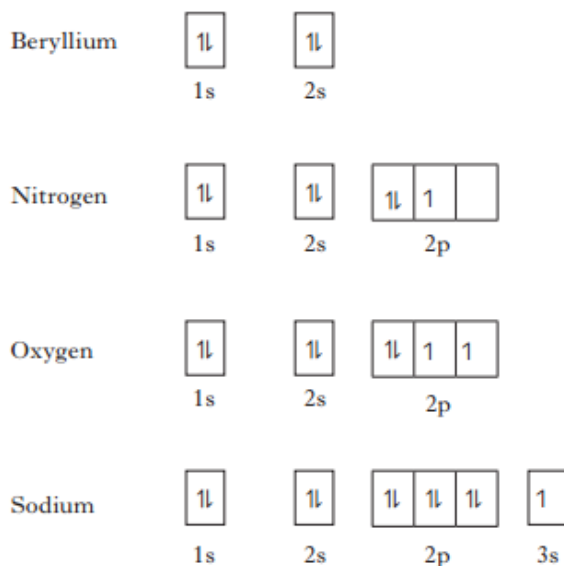 Beryllium ⥮ ⥮
1s 2s
Nitrogen ⥮ ⥮ ⥮ ↿
1s 2s 2p
Oxygen ⥮ ⥮ ⥮ ↿ ↿
1s 2s 2p
Sodium ⥮ ⥮ ⥮ ⥮ ⥮ ↿
1s 2s 2p 3s